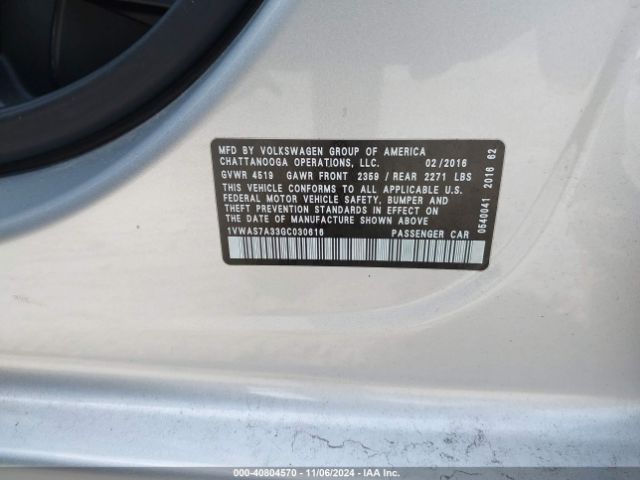 MFD BY VOLKSWAGEN GROUP OF AMERICA
CHATTANOOGA OPERATIONS, LLC. 02/2016
GVWR 4519 GAWR FRONT 2359 / REAR 2271 LBS
THIS VEHICLE CONFORMS TO ALL APPLICABLE U.S.
FEDERAL MOTOR VEHICLE SAFETY, BUMPER AND
THEFT PREVENTION STANDARDS IN EFFECT ON
THE DATE OF MANUFACTURE SHOWN ABOVE
1VWAS7A33GC030616 PASSENGER CAR
0540041 2016 62
000-40804570 - 11/06/2024 - IAA Inc.